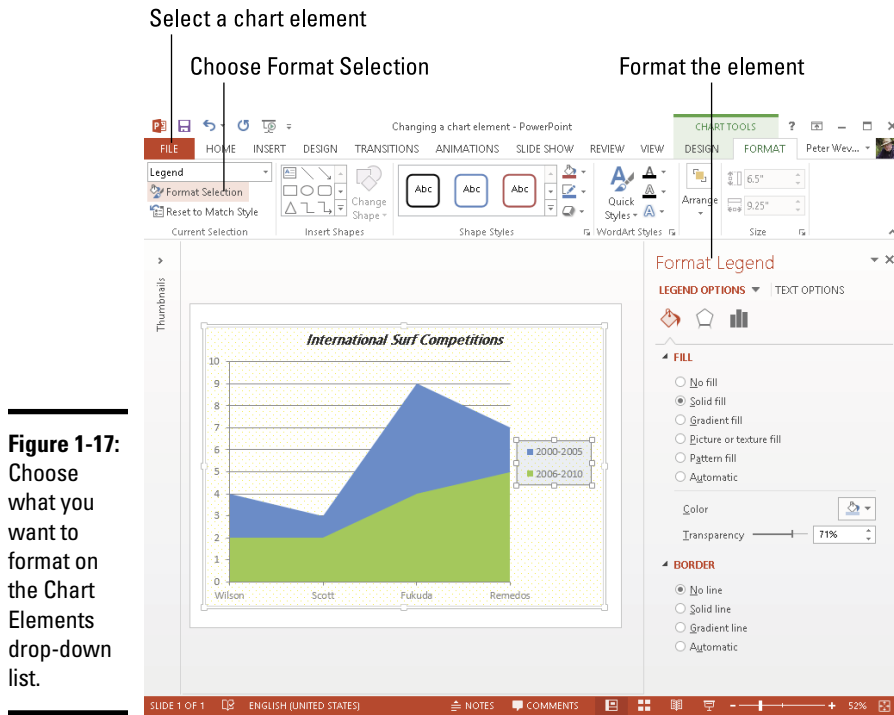 Select a chart element
Choose Format Selection
Format the element
Changing a chart element - PowerPoint
CHART TOOLS
?
FILE HOME INSERT DESIGN TRANSITIONS ANIMATIONS SLIDE SHOW REVIEW VIEW DESIGN FORMAT Peter Wev...
Legend
Format Selection
Reset to Match Style
Current Selection
Change
Shape
Insert Shapes
Abc Abc Abc
Shape Styles
Quick
Styles
WordArt Styles
Arrange
6.5"
9.25"
Size
Thumbnails
Format Legend
LEGEND OPTIONS TEXT OPTIONS
FILL
No fill
Solid fill
Gradient fill
Picture or texture fill
Pattern fill
Automatic
Color
Transparency 71%
BORDER
No line
Solid line
Gradient line
Automatic
International Surf Competitions
10
9
8
7
6
5
4
3
2
1
0
Wilson Scott Fukuda Remedos
2000-2005
2006-2010
SLIDE 1 OF 1 ENGLISH (UNITED STATES) NOTES COMMENTS 52%
Figure 1-17:
Choose
what you
want to
format on
the Chart
Elements
drop-down
list.